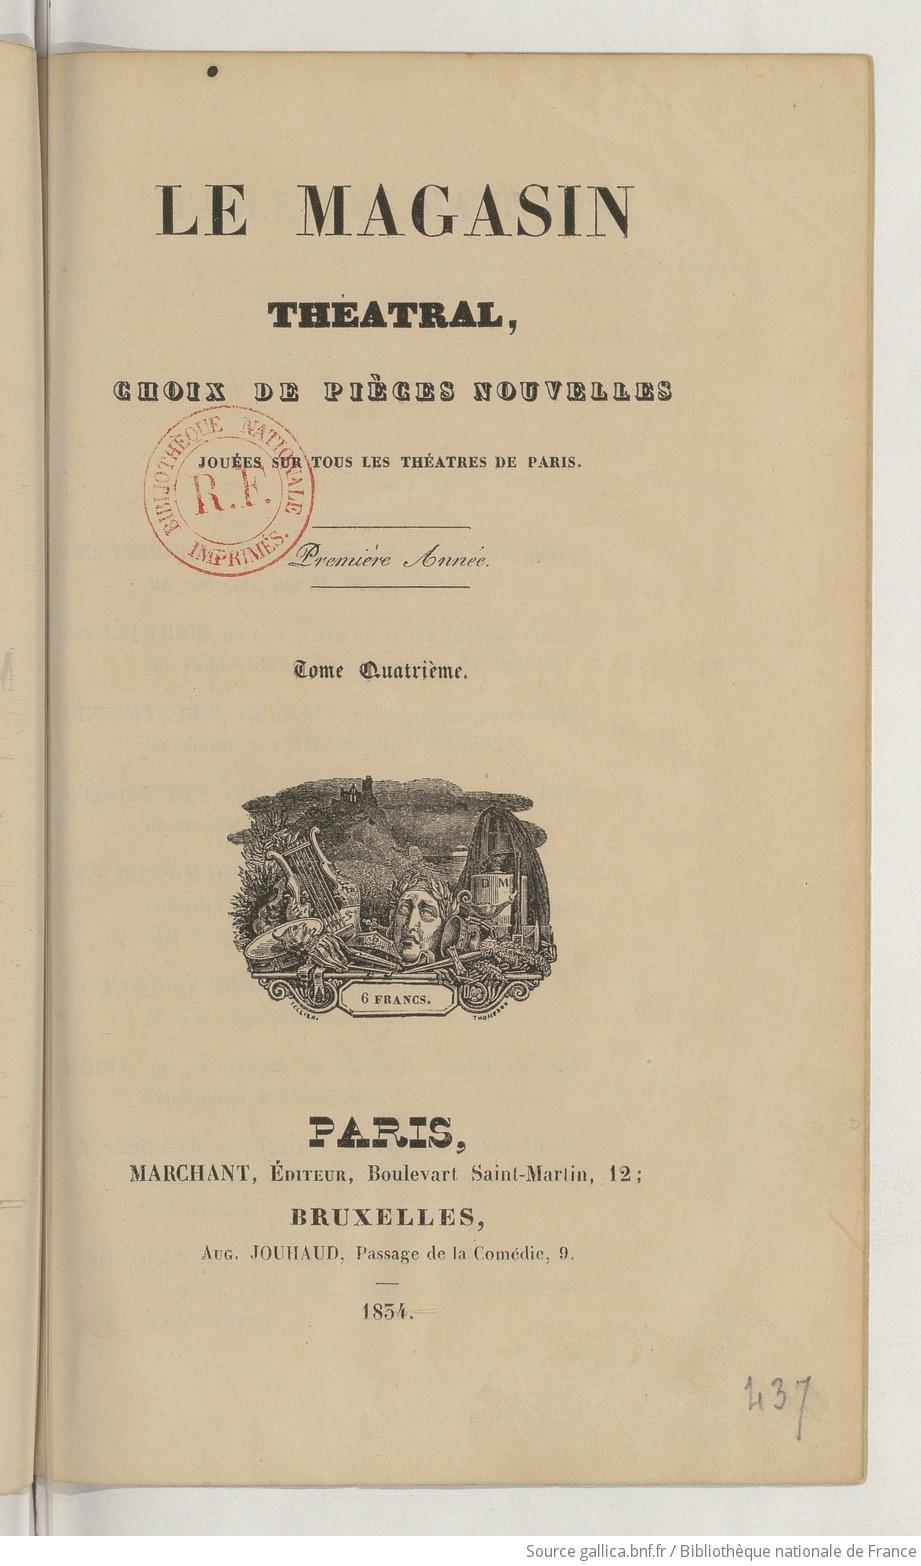 LE MAGASIN
THÉATRAL,
CHOIX DE PIÈCES NOUVELLES
JOUÉES SUR TOUS LES THÉATRES DE PARIS.
BIBLIOTHÈQUE NATIONALE
R.F.
IMPRIMÉS.
Première Année.
Tome Quatrième.
D M
6 FRANCS.
THOMPSON
PARIS,
MARCHANT, ÉDITEUR, Boulevart Saint-Martin, 12;
BRUXELLES,
AUG. JOUHAUD, Passage de la Comédie, 9.
1834.
437
Source gallica.bnf.fr / Bibliothèque nationale de France